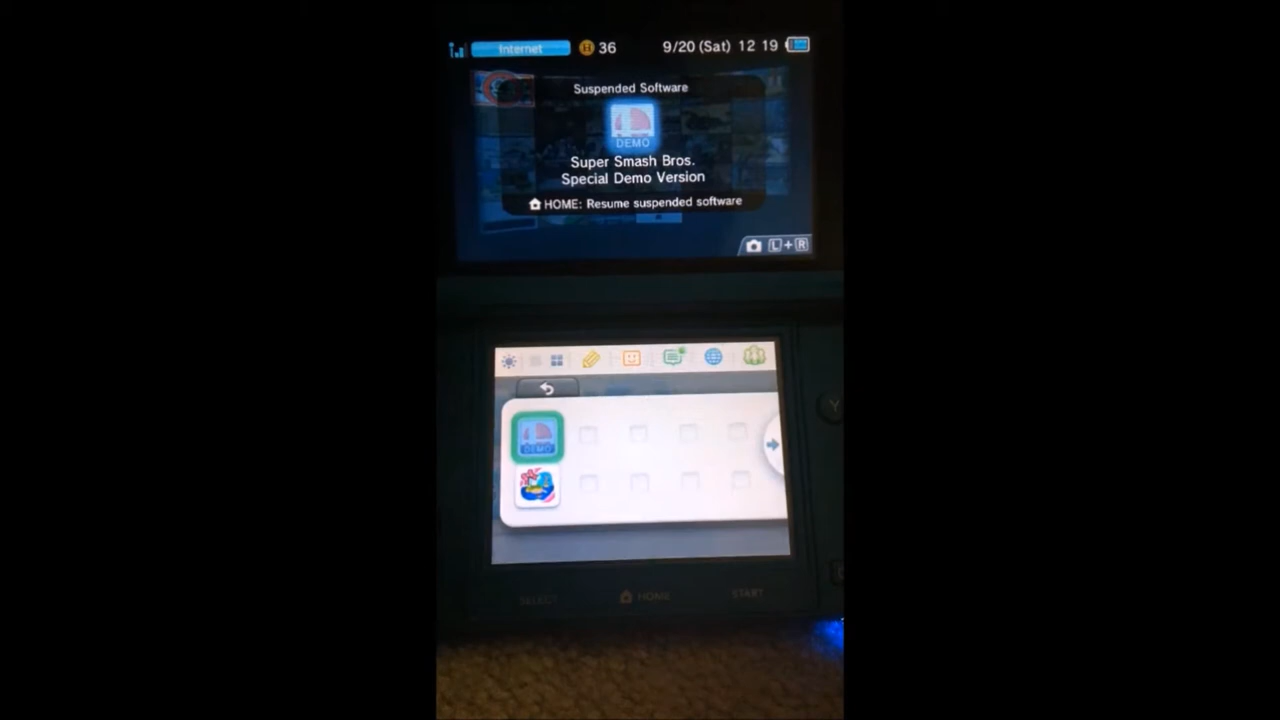 Internet
36
9/20 (Sat) 12 19
Suspended Software
DEMO
Super Smash Bros.
Special Demo Version
HOME: Resume suspended software
L+R
DEMO
Y
SELECT
HOME
START